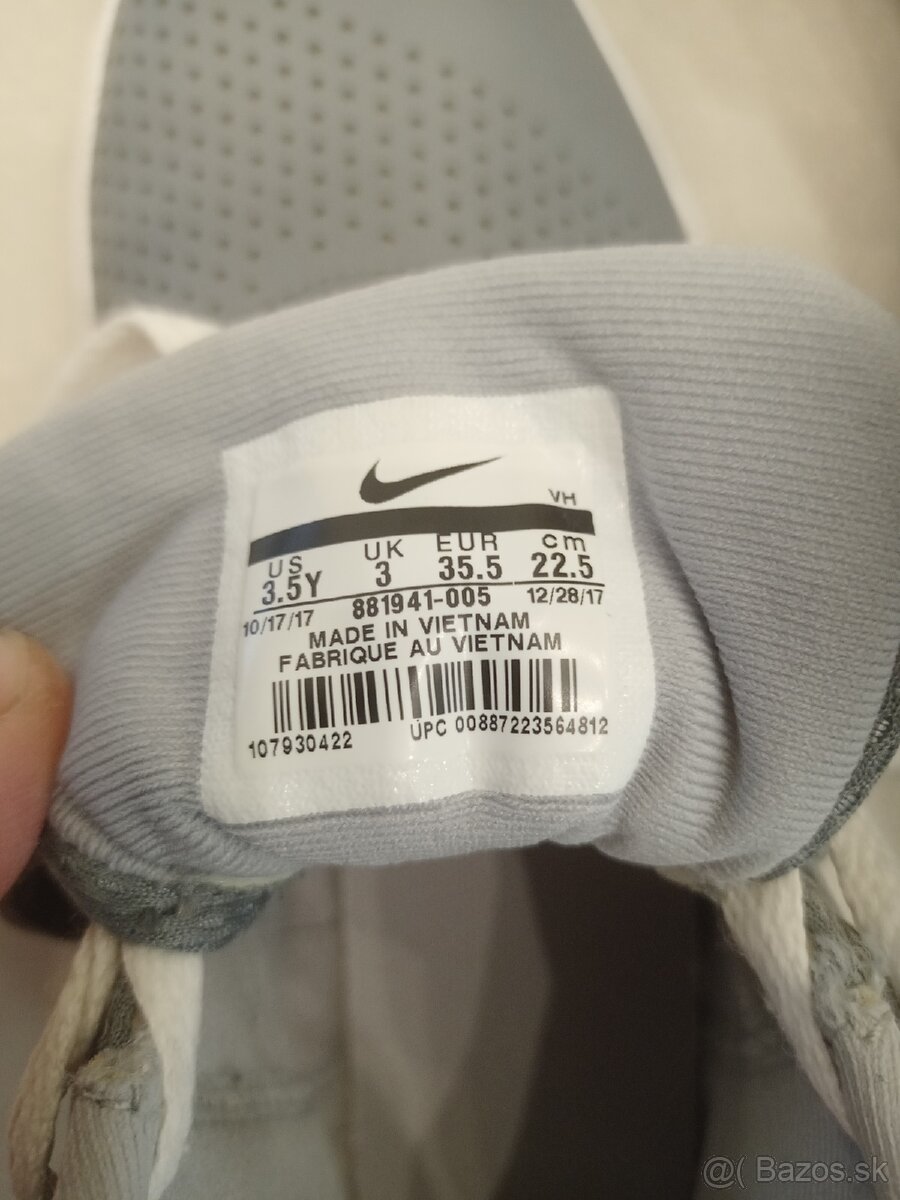 VH
US UK EUR cm
3.5Y 3 35.5 22.5
10/17/17 881941-005 12/28/17
MADE IN VIETNAM
FABRIQUE AU VIETNAM
107930422 UPC 00887223564812
@( Bazos.sk